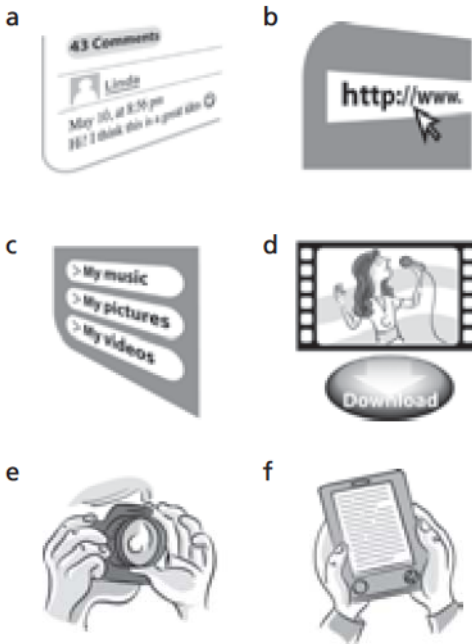 a
b
43 Comments
Linda
May 10, at 8:56 pm
Hi! I think this is a great idea ☺
http://www.
c
d
> My music
> My pictures
> My videos
Download
e
f